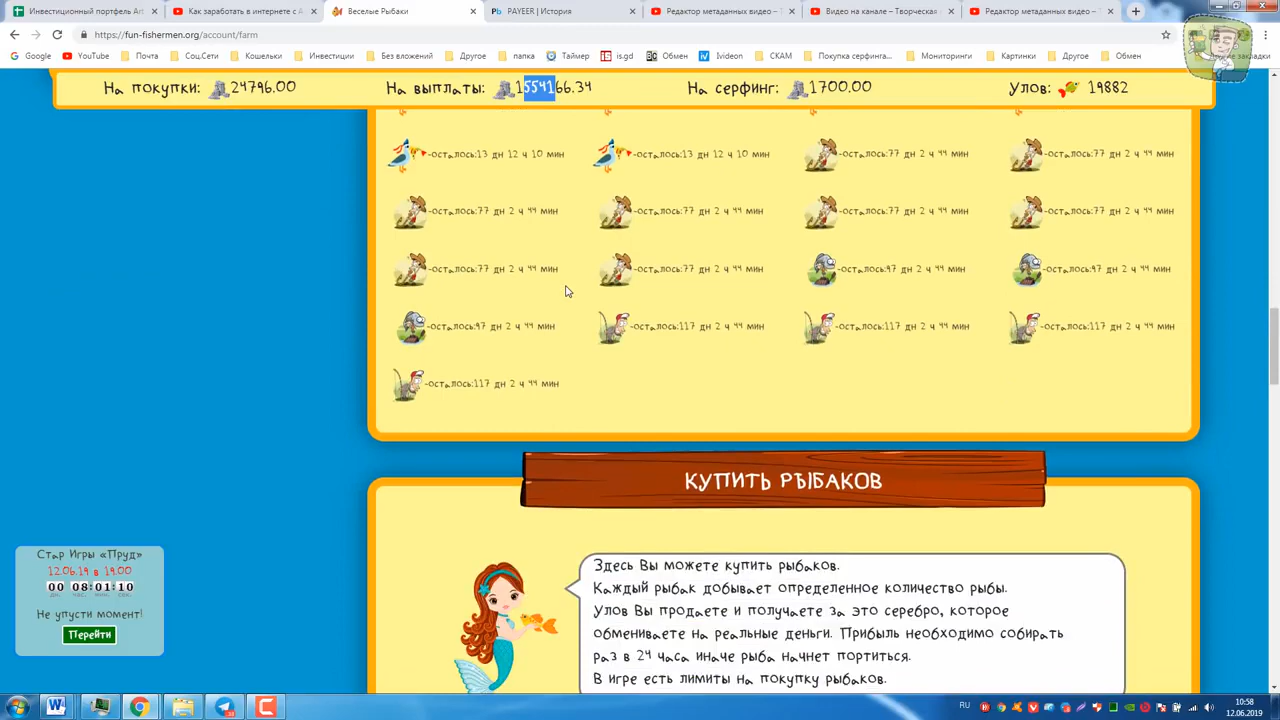 Инвестиционный портфель Art
Как заработать в интернете с А
Веселые Рыбаки
PAYEER | История
Редактор метаданных видео –
Видео на канале – Творческая
Редактор метаданных видео –
https://fun-fishermen.org/account/farm
Google
YouTube
Почта
Соц.Сети
Кошельки
Инвестиции
Без вложений
Другое
папка
Таймер
is.gd
Обмен
Ivideon
СКАМ
Покупка серфинга...
Мониторинги
Картинки
Другое
Обмен
На покупки: 24796.00
На выплаты: 1554166.34
На серфинг: 1700.00
Улов: 19882
-осталось:13 дн 12 ч 10 мин
-осталось:13 дн 12 ч 10 мин
-осталось:77 дн 2 ч 44 мин
-осталось:77 дн 2 ч 44 мин
-осталось:77 дн 2 ч 44 мин
-осталось:77 дн 2 ч 44 мин
-осталось:77 дн 2 ч 44 мин
-осталось:77 дн 2 ч 44 мин
-осталось:77 дн 2 ч 44 мин
-осталось:77 дн 2 ч 44 мин
-осталось:97 дн 2 ч 44 мин
-осталось:97 дн 2 ч 44 мин
-осталось:97 дн 2 ч 44 мин
-осталось:117 дн 2 ч 44 мин
-осталось:117 дн 2 ч 44 мин
-осталось:117 дн 2 ч 44 мин
-осталось:117 дн 2 ч 44 мин
КУПИТЬ РЫБАКОВ
Здесь Вы можете купить рыбаков.
Каждый рыбак добывает определенное количество рыбы.
Улов Вы продаете и получаете за это серебро, которое
обмениваете на реальные деньги. Прибыль необходимо собирать
раз в 24 часа иначе рыба начнет портиться.
В игре есть лимиты на покупку рыбаков.
Стар Игры «Пруд»
12.06.19 в 19.00
00 08:01:10
Не упусти момент!
Перейти
RU
10:58
12.06.2019